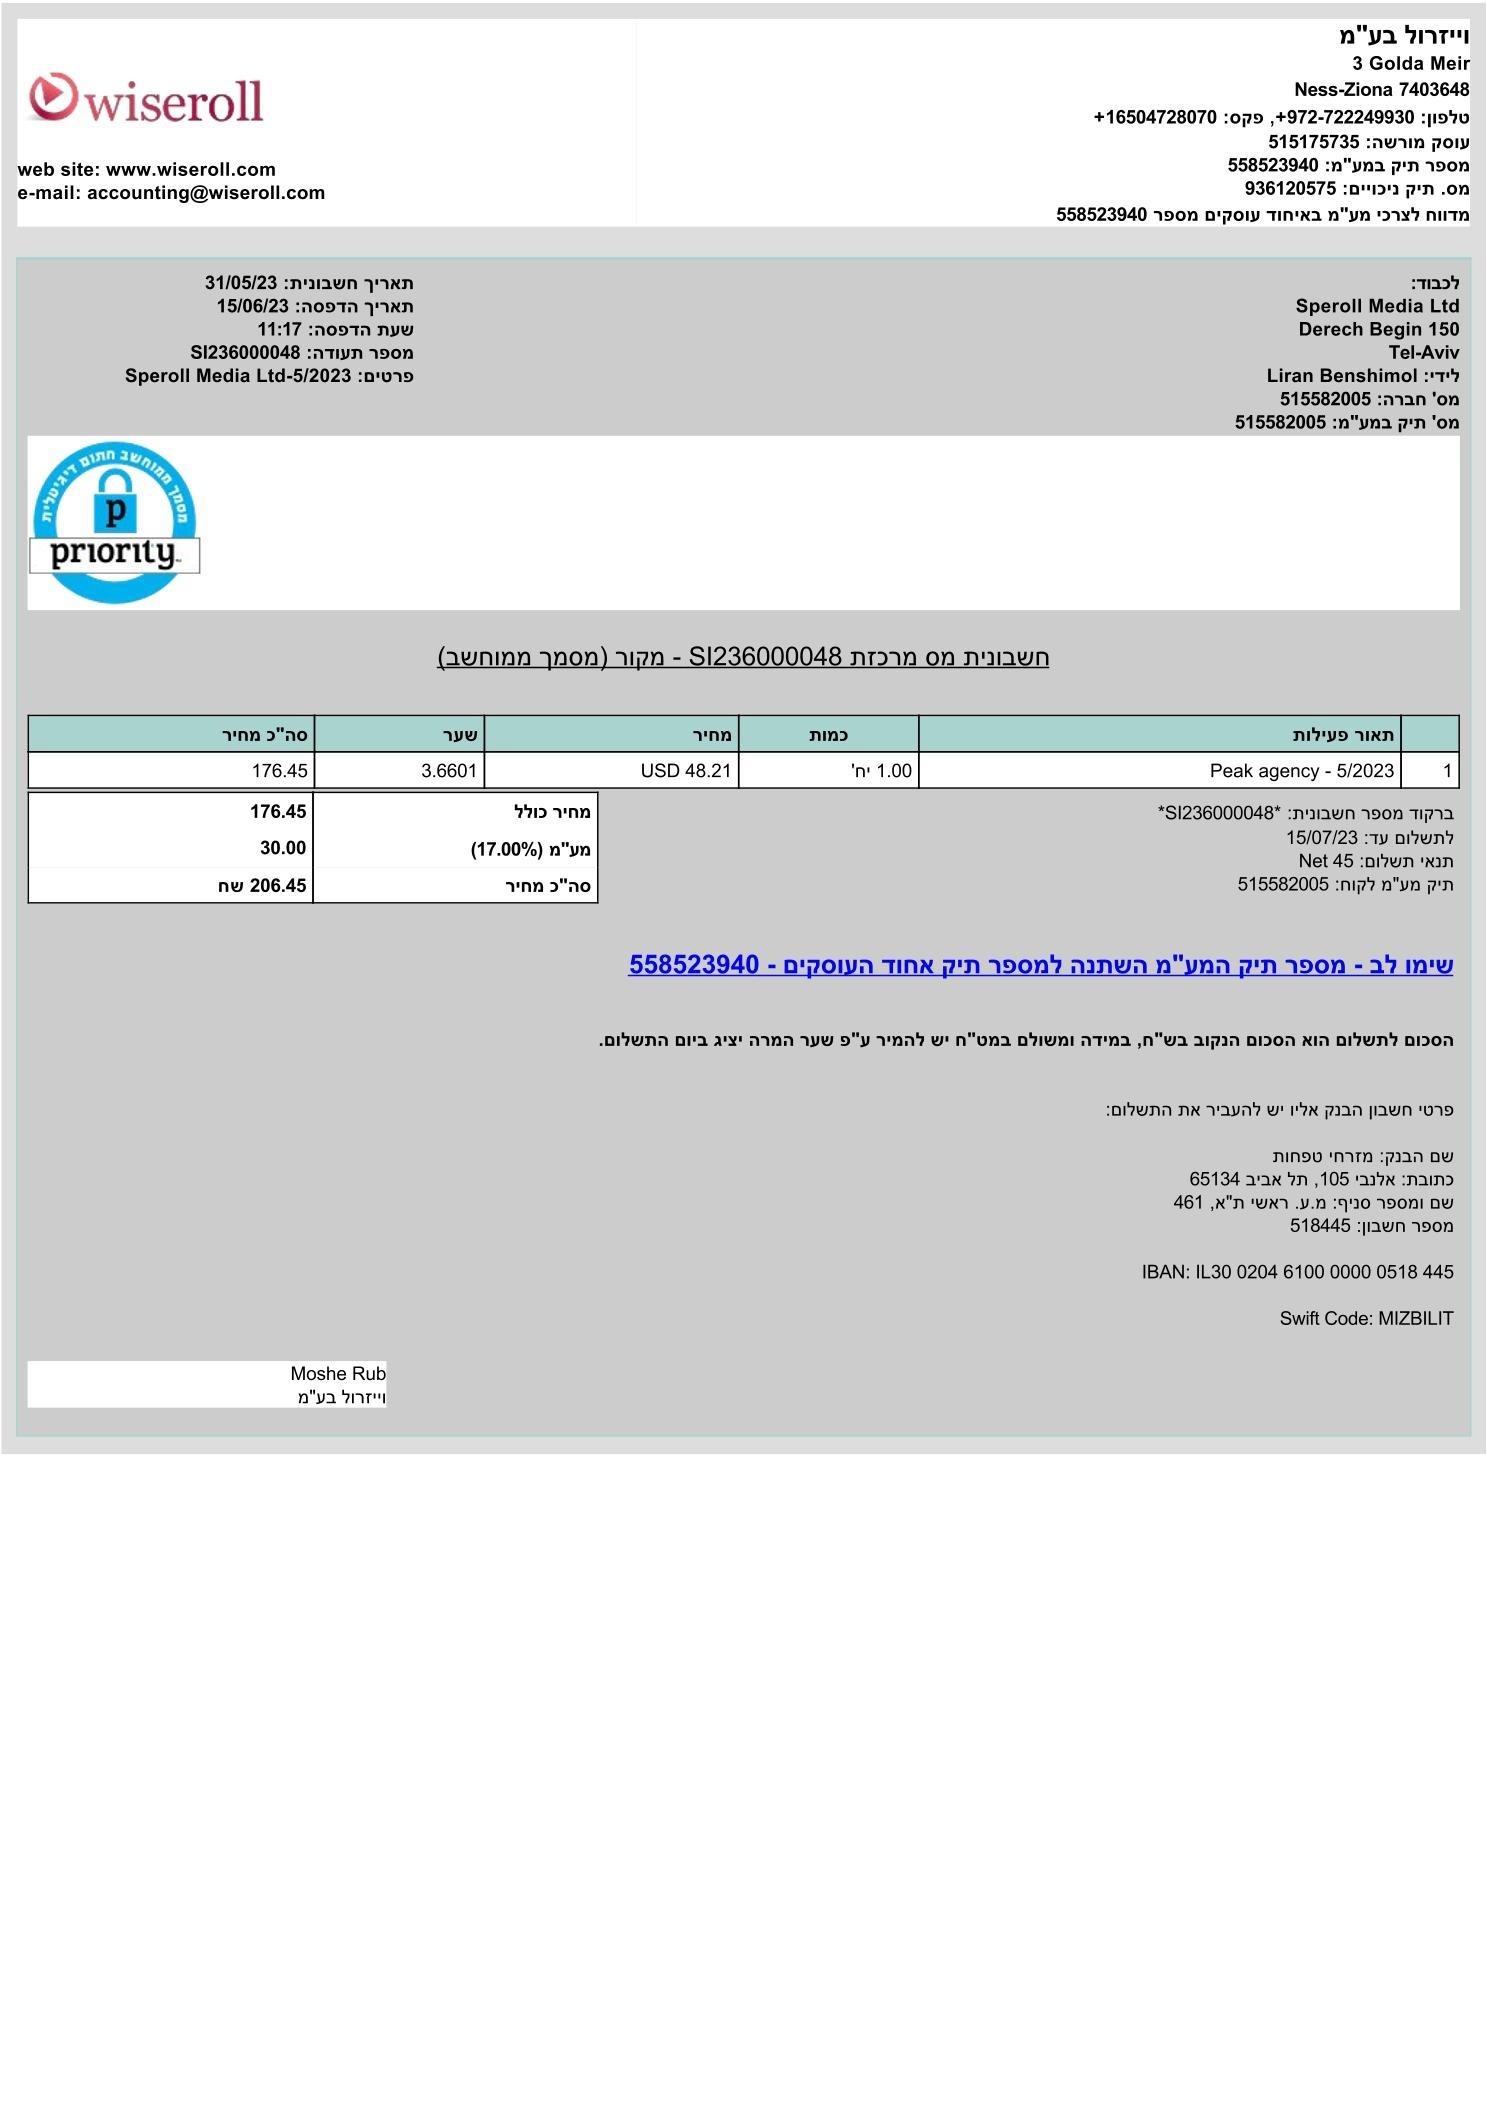 וייזרול בע"מ
3 Golda Meir
Ness-Ziona 7403648
טלפון: 972-722249930+, פקס: 16504728070+
עוסק מורשה: 515175735
מספר תיק במע"מ: 558523940
מס. תיק ניכויים: 936120575
מדווח לצרכי מע"מ באיחוד עוסקים מספר 558523940
wiseroll
web site: www.wiseroll.com
e-mail: accounting@wiseroll.com
לכבוד:
Speroll Media Ltd
Derech Begin 150
Tel-Aviv
לידי: Liran Benshimol
מס' חברה: 515582005
מס' תיק במע"מ: 515582005
תאריך חשבונית: 31/05/23
תאריך הדפסה: 15/06/23
שעת הדפסה: 11:17
מספר תעודה: SI236000048
פרטים: Speroll Media Ltd-5/2023
מסמך ממוחשב חתום דיגיטלית
p
priority
חשבונית מס מרכזת SI236000048 - מקור (מסמך ממוחשב)
תאור פעילות כמות מחיר שער סה"כ מחיר
1 Peak agency - 5/2023 1.00 יח' USD 48.21 3.6601 176.45
מחיר כולל 176.45
מע"מ (17.00%) 30.00
סה"כ מחיר 206.45 שח
ברקוד מספר חשבונית: *SI236000048*
לתשלום עד: 15/07/23
תנאי תשלום: Net 45
תיק מע"מ לקוח: 515582005
שימו לב - מספר תיק המע"מ השתנה למספר תיק אחוד העוסקים - 558523940
הסכום לתשלום הוא הסכום הנקוב בש"ח, במידה ומשולם במט"ח יש להמיר ע"פ שער המרה יציג ביום התשלום.
פרטי חשבון הבנק אליו יש להעביר את התשלום:
שם הבנק: מזרחי טפחות
כתובת: אלנבי 105, תל אביב 65134
שם ומספר סניף: מ.ע. ראשי ת"א, 461
מספר חשבון: 518445
IBAN: IL30 0204 6100 0000 0518 445
Swift Code: MIZBILIT
Moshe Rub
וייזרול בע"מ